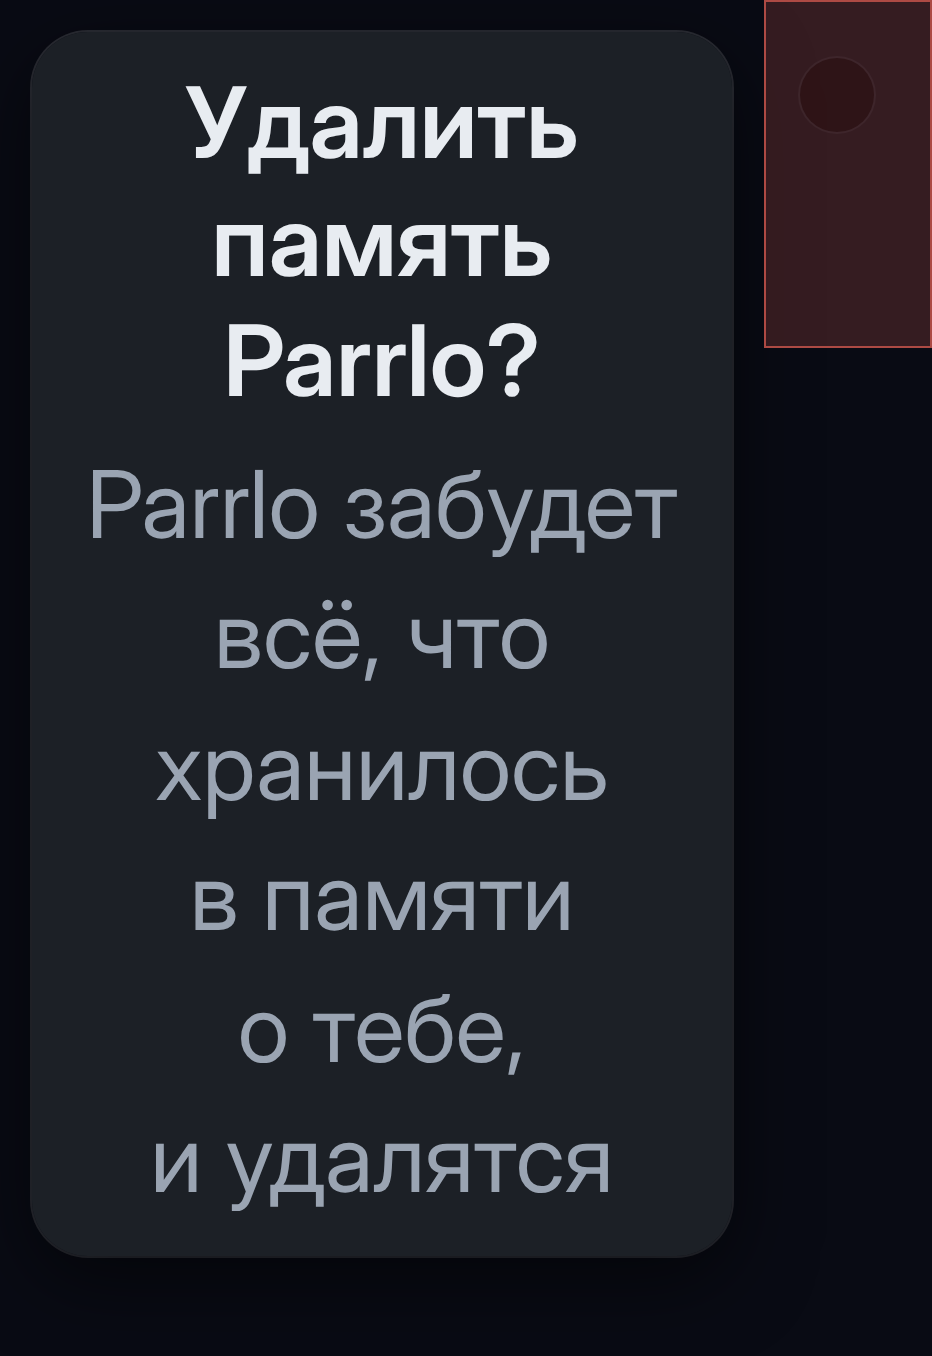 Удалить
память
Parrlo?
Parrlo забудет
всё, что
хранилось
в памяти
о тебе,
и удалятся